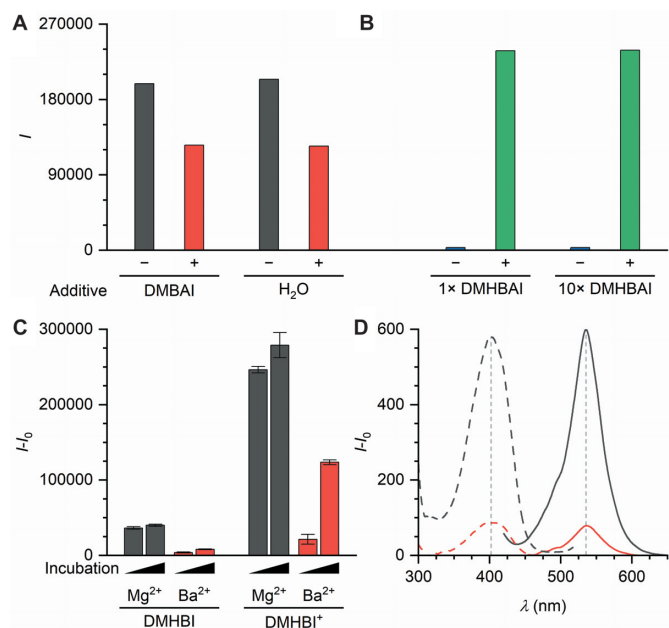 A
270000
180000
90000
0
I
− + − +
Additive DMBAI H₂O
B
− + − +
1× DMHBAI 10× DMHBAI
C
300000
200000
100000
0
I-I₀
Incubation
Mg²⁺ Ba²⁺ Mg²⁺ Ba²⁺
DMHBI DMHBI⁺
D
600
400
200
0
I-I₀
300 400 500 600
λ (nm)